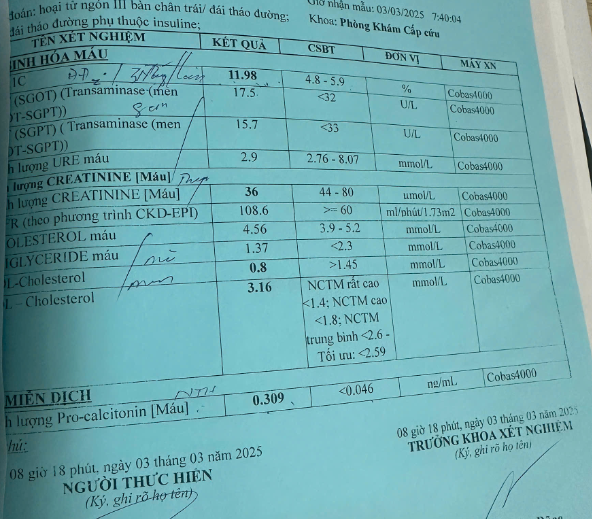 đoán: hoại tử ngón III bàn chân trái/ đái tháo đường;
đái tháo đường phụ thuộc insuline;
Giờ nhận mẫu: 03/03/2025 7:40:04
Khoa: Phòng Khám Cấp cứu
TÊN XÉT NGHIỆM KẾT QUẢ CSBT ĐƠN VỊ MÁY XN
SINH HÓA MÁU
1C 11.98 4.8 - 5.9 % Cobas4000
(SGOT) (Transaminase (men 17.5 <32 U/L Cobas4000
OT-SGPT))
(SGPT) ( Transaminase (men 15.7 <33 U/L Cobas4000
OT-SGPT))
h lượng URE máu 2.9 2.76 - 8.07 mmol/L Cobas4000
h lượng CREATININE [Máu]
h lượng CREATININE [Máu] 36 44 - 80 umol/L Cobas4000
FR (theo phương trình CKD-EPI) 108.6 >= 60 ml/phút/1.73m2 Cobas4000
OLESTEROL máu 4.56 3.9 - 5.2 mmol/L Cobas4000
GLYCERIDE máu 1.37 <2.3 mmol/L Cobas4000
L-Cholesterol 0.8 >1.45 mmol/L Cobas4000
L – Cholesterol 3.16 NCTM rất cao mmol/L Cobas4000
<1.4; NCTM cao
<1.8; NCTM
trung bình <2.6 -
Tối ưu: <2.59
MIỄN DỊCH
h lượng Pro-calcitonin [Máu] 0.309 <0.046 ng/mL Cobas4000
hú:
08 giờ 18 phút, ngày 03 tháng 03 năm 2025
NGƯỜI THỰC HIỆN
(Ký, ghi rõ họ tên)
08 giờ 18 phút, ngày 03 tháng 03 năm 2025
TRƯỞNG KHOA XÉT NGHIỆM
(Ký, ghi rõ họ tên)